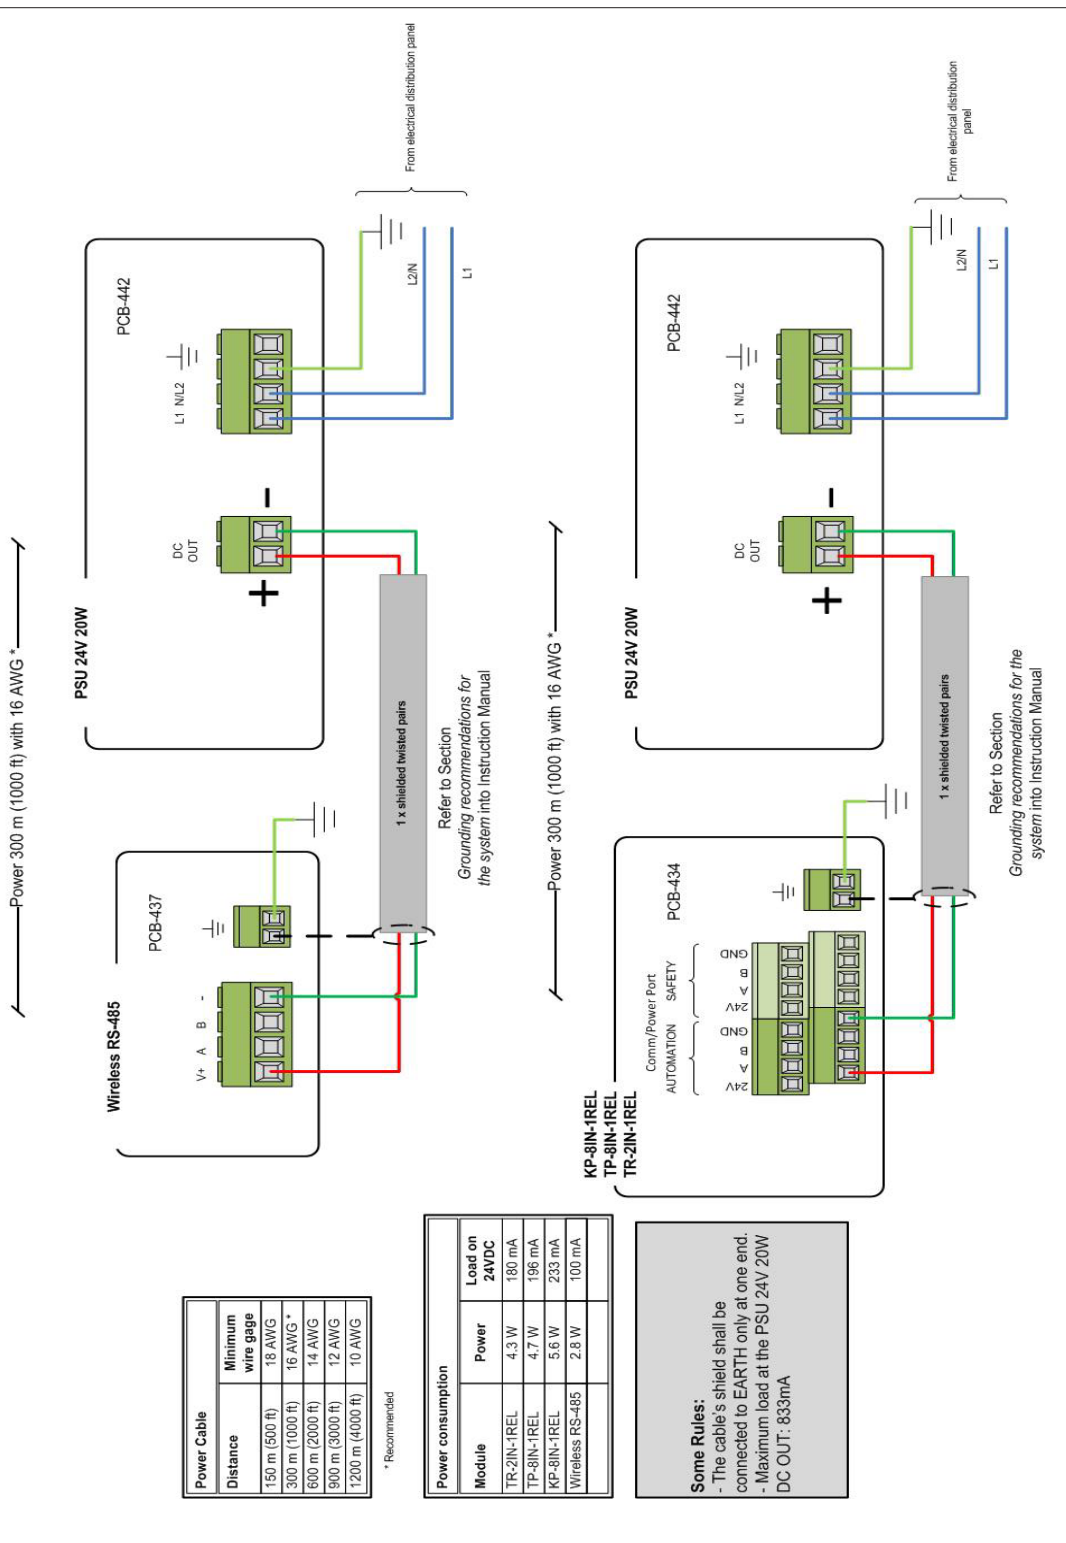 Power 300 m (1000 ft) with 16 AWG *
Wireless RS-485
PCB-437
V+ A B -
PSU 24V 20W
DC
OUT
+
-
L1 N/L2
PCB-442
L2/N
L1
From electrical distribution panel
1 x shielded twisted pairs
Refer to Section
Grounding recommendations for
the system into Instruction Manual
Power 300 m (1000 ft) with 16 AWG *
KP-8IN-1REL
TP-8IN-1REL
TR-2IN-1REL
Comm/Power Port
AUTOMATION SAFETY
24V A B GND 24V A B GND
PCB-434
PSU 24V 20W
DC
OUT
+
-
L1 N/L2
PCB-442
L2/N
L1
From electrical distribution
panel
1 x shielded twisted pairs
Refer to Section
Grounding recommendations for the
system into Instruction Manual
Power Cable
Distance Minimum
wire gage
150 m (500 ft) 18 AWG
300 m (1000 ft) 16 AWG *
600 m (2000 ft) 14 AWG
900 m (3000 ft) 12 AWG
1200 m (4000 ft) 10 AWG
* Recommended
Power consumption
Module Power Load on
24VDC
TR-2IN-1REL 4.3 W 180 mA
TP-8IN-1REL 4.7 W 196 mA
KP-8IN-1REL 5.6 W 233 mA
Wireless RS-485 2.8 W 100 mA
Some Rules:
- The cable's shield shall be
connected to EARTH only at one end.
- Maximum load at the PSU 24V 20W
DC OUT: 833mA